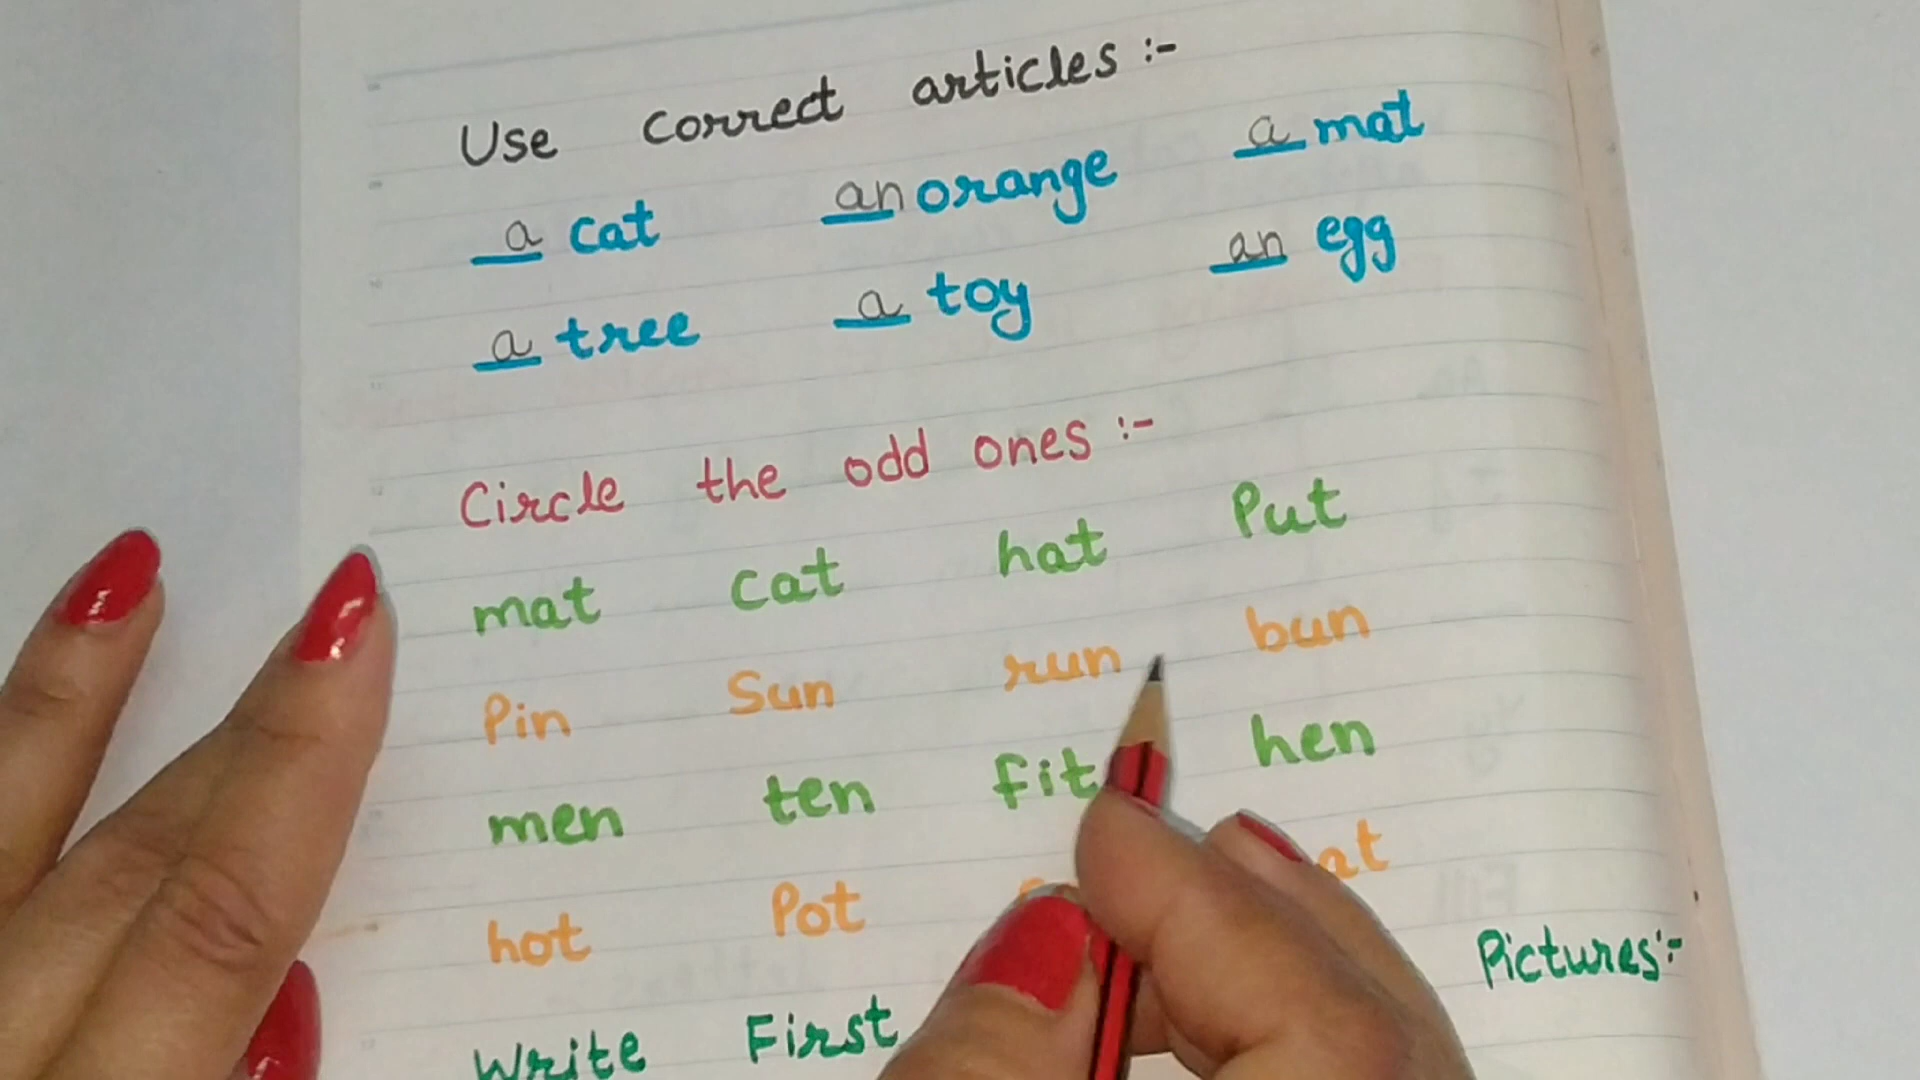 Use correct articles :-
a cat an orange a mat
a tree a toy an egg
Circle the odd ones :-
mat cat hat Put
Pin Sun run bun
men ten fit hen
hot Pot
Write First Pictures:-